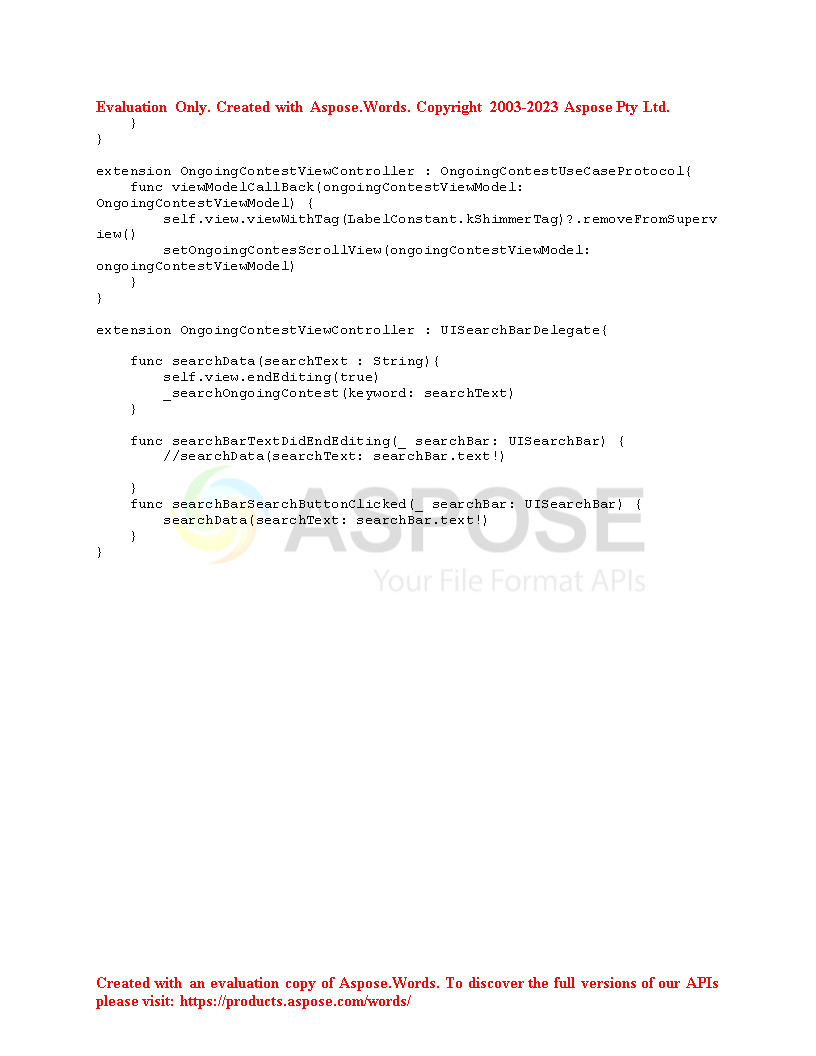 Evaluation Only. Created with Aspose.Words. Copyright 2003-2023 Aspose Pty Ltd.
    }
}

extension OngoingContestViewController : OngoingContestUseCaseProtocol{
    func viewModelCallBack(ongoingContestViewModel:
OngoingContestViewModel) {
        self.view.viewWithTag(LabelConstant.kShimmerTag)?.removeFromSuperv
iew()
        setOngoingContesScrollView(ongoingContestViewModel:
ongoingContestViewModel)
    }
}

extension OngoingContestViewController : UISearchBarDelegate{

    func searchData(searchText : String){
        self.view.endEditing(true)
        _searchOngoingContest(keyword: searchText)
    }

    func searchBarTextDidEndEditing(_ searchBar: UISearchBar) {
        //searchData(searchText: searchBar.text!)

    }
    func searchBarSearchButtonClicked(_ searchBar: UISearchBar) {
        searchData(searchText: searchBar.text!)
    }
}
ASPOSE
Your File Format APIs
Created with an evaluation copy of Aspose.Words. To discover the full versions of our APIs
please visit: https://products.aspose.com/words/